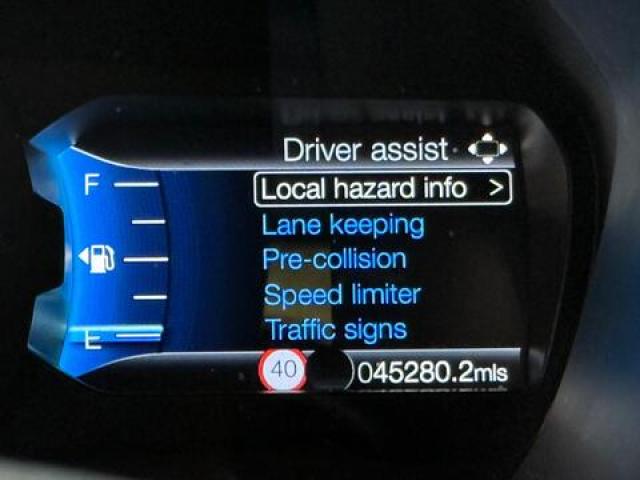 Driver assist
F
Local hazard info >
Lane keeping
Pre-collision
Speed limiter
Traffic signs
E
40 045280.2mls